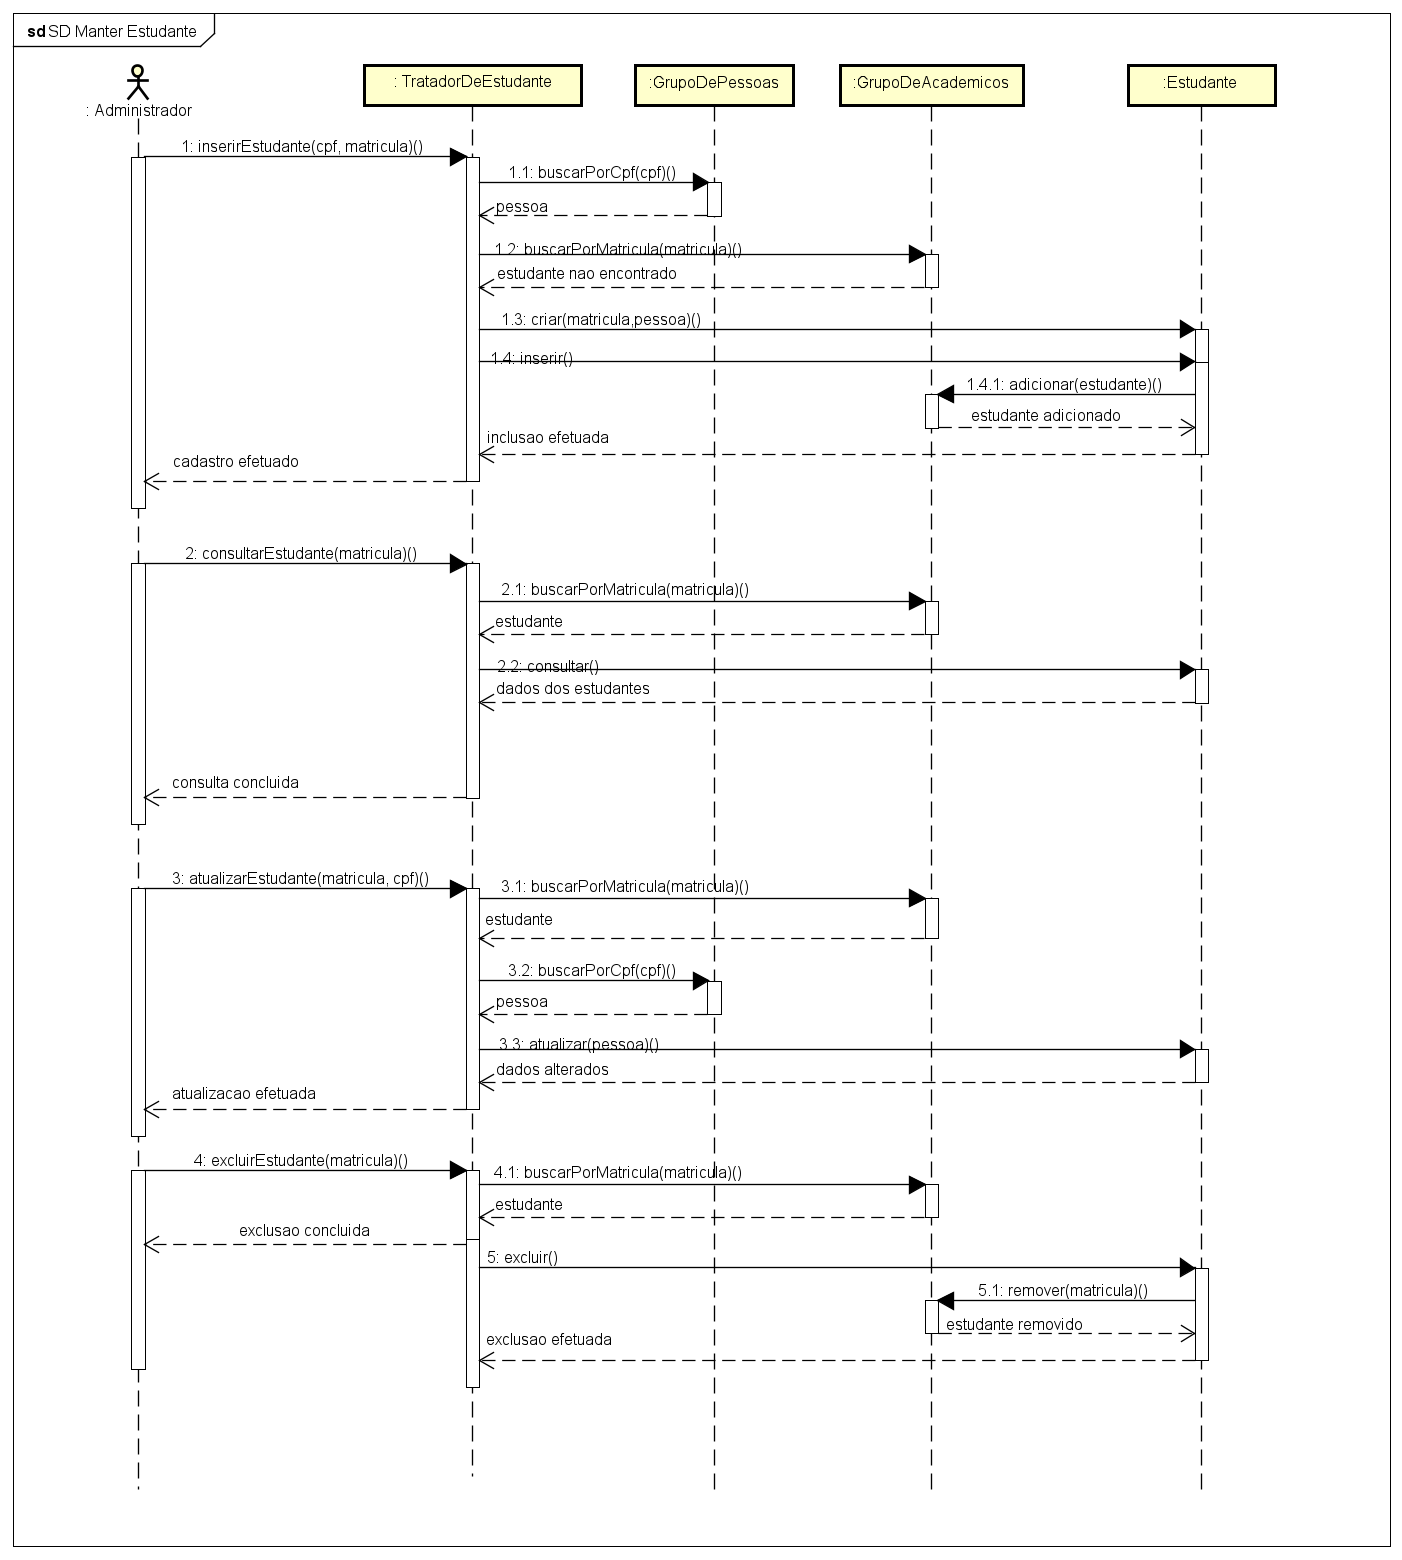 sd SD Manter Estudante
: Administrador
: TratadorDeEstudante
:GrupoDePessoas
:GrupoDeAcademicos
:Estudante
1: inserirEstudante(cpf, matricula)()
1.1: buscarPorCpf(cpf)()
pessoa
1.2: buscarPorMatricula(matricula)()
estudante nao encontrado
1.3: criar(matricula,pessoa)()
1.4: inserir()
1.4.1: adicionar(estudante)()
estudante adicionado
inclusao efetuada
cadastro efetuado
2: consultarEstudante(matricula)()
2.1: buscarPorMatricula(matricula)()
estudante
2.2: consultar()
dados dos estudantes
consulta concluida
3: atualizarEstudante(matricula, cpf)()
3.1: buscarPorMatricula(matricula)()
estudante
3.2: buscarPorCpf(cpf)()
pessoa
3.3: atualizar(pessoa)()
dados alterados
atualizacao efetuada
4: excluirEstudante(matricula)()
4.1: buscarPorMatricula(matricula)()
estudante
exclusao concluida
5: excluir()
5.1: remover(matricula)()
estudante removido
exclusao efetuada